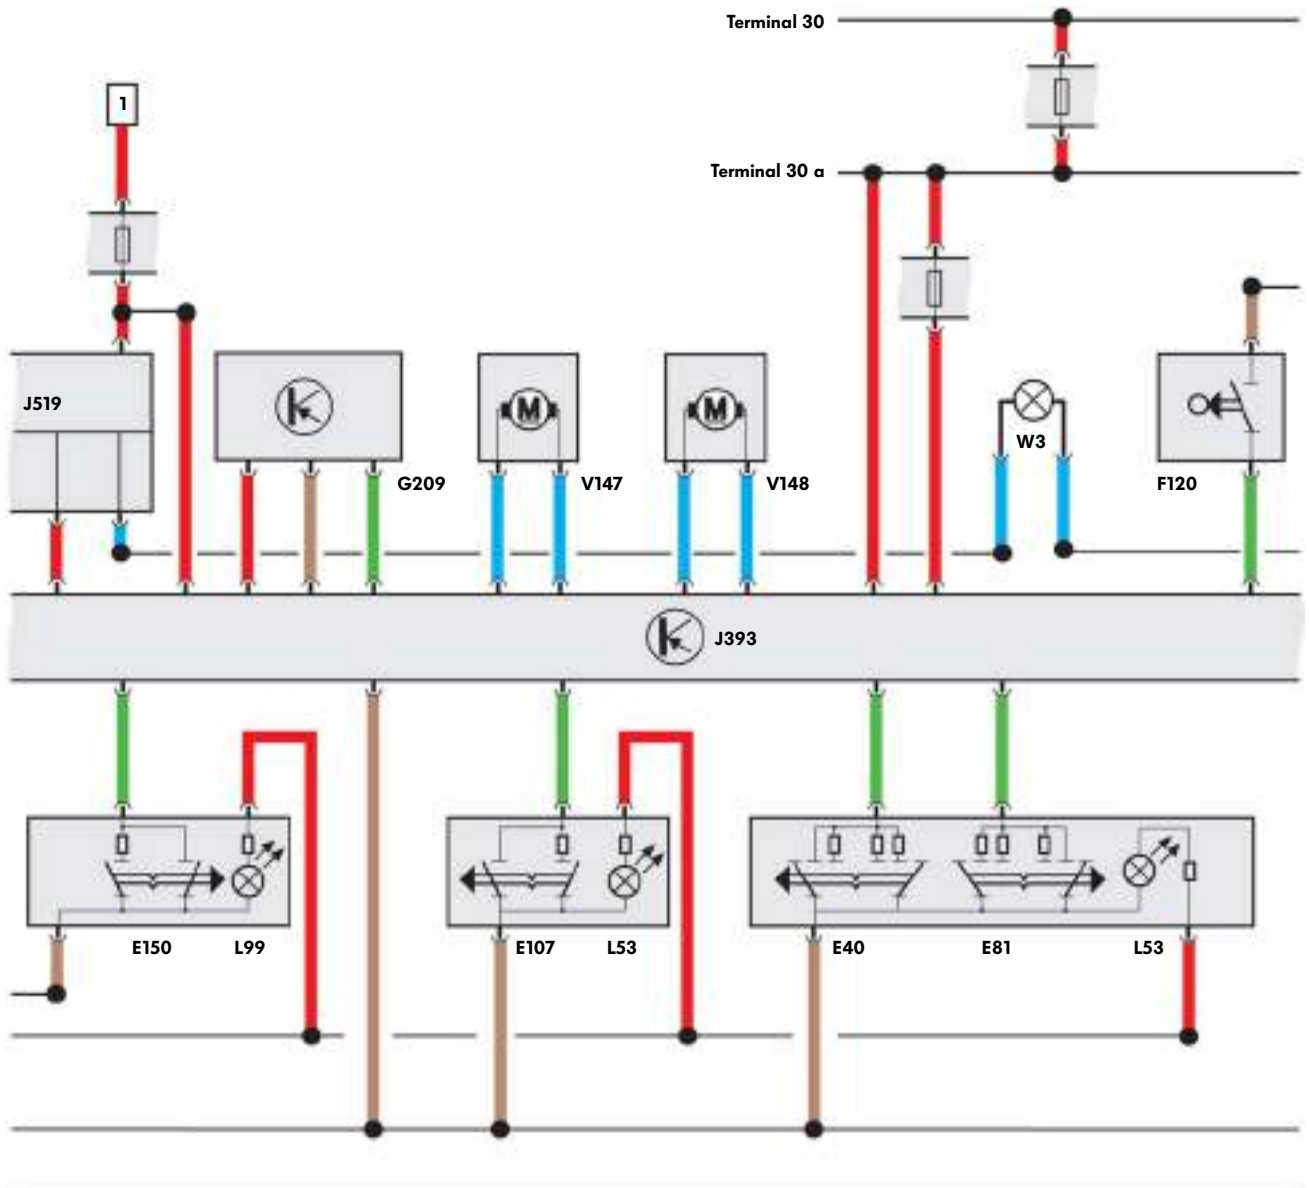 Terminal 30
1
Terminal 30 a
J519
M
M
W3
G209
V147
V148
F120
J393
E150
L99
E107
L53
E40
E81
L53